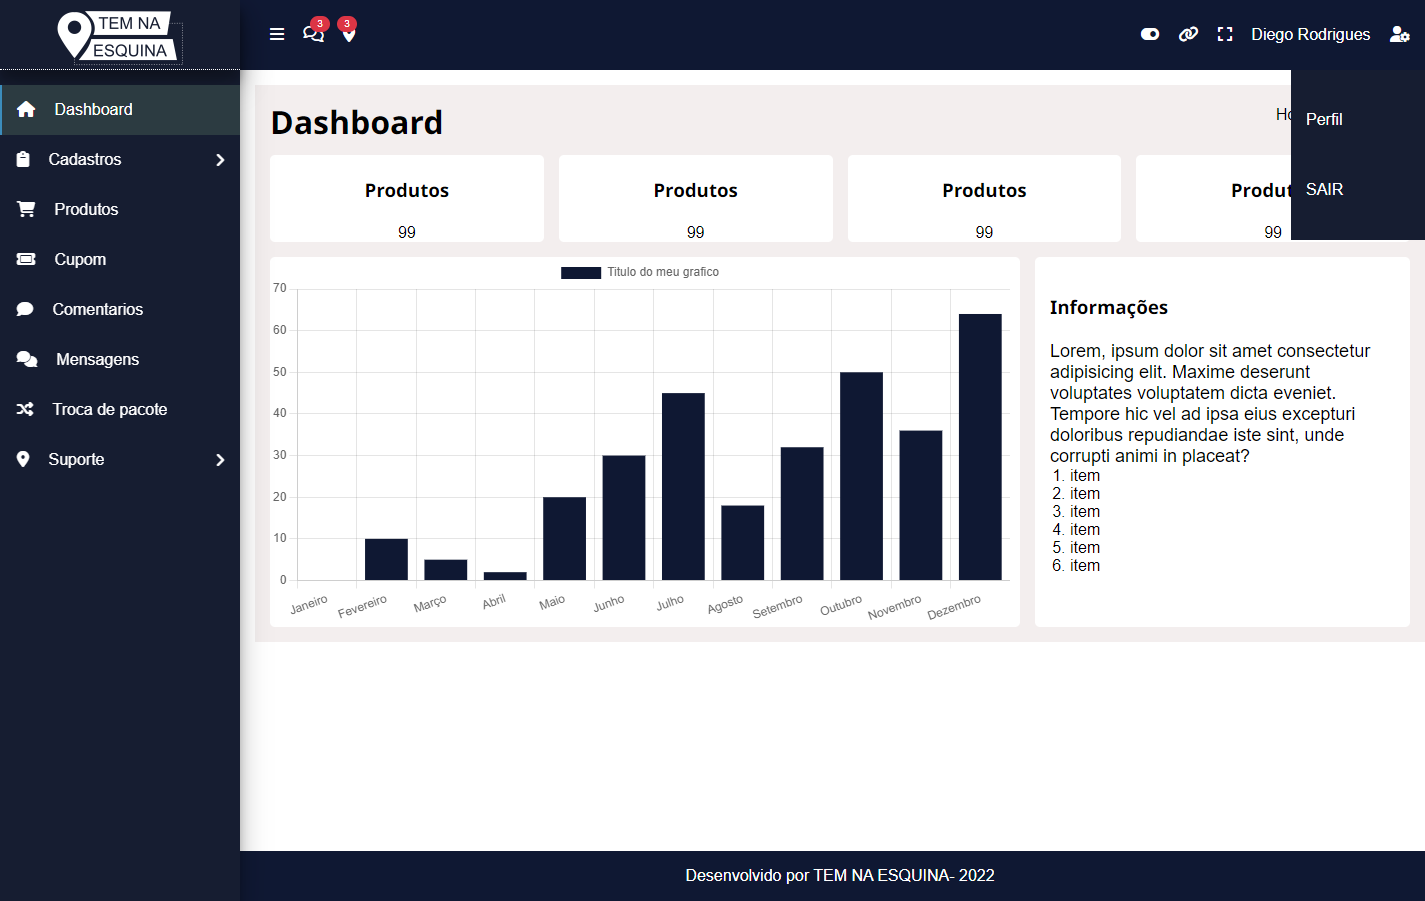 TEM NA
ESQUINA
3
3
Diego Rodrigues
Dashboard
Cadastros
Produtos
Cupom
Comentarios
Mensagens
Troca de pacote
Suporte
Perfil
SAIR
Dashboard
Produtos
99
Produtos
99
Produtos
99
99
Titulo do meu grafico
70
60
50
40
30
20
10
0
Janeiro
Fevereiro
Março
Abril
Maio
Junho
Julho
Agosto
Setembro
Outubro
Novembro
Dezembro
Informações
Lorem, ipsum dolor sit amet consectetur
adipisicing elit. Maxime deserunt
voluptates voluptatem dicta eveniet.
Tempore hic vel ad ipsa eius excepturi
doloribus repudiandae iste sint, unde
corrupti animi in placeat?
1. item
2. item
3. item
4. item
5. item
6. item
Desenvolvido por TEM NA ESQUINA- 2022